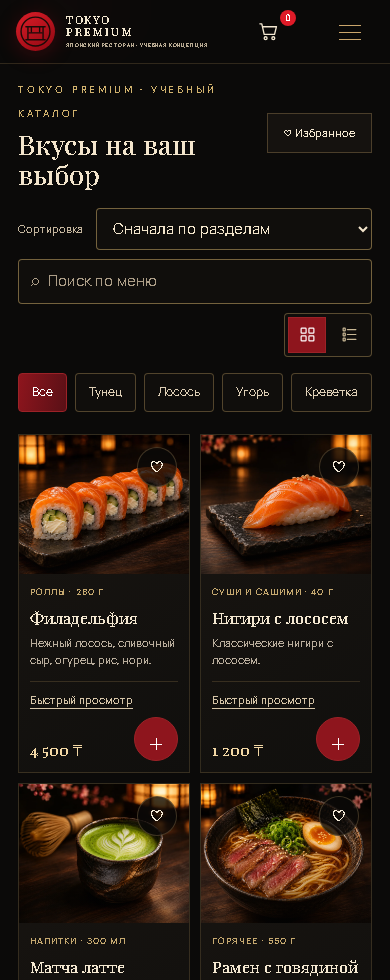 TOKYO
PREMIUM
ЯПОНСКИЙ РЕСТОРАН · УЧЕБНАЯ КОНЦЕПЦИЯ
0
TOKYO PREMIUM · УЧЕБНЫЙ
КАТАЛОГ
Вкусы на ваш
выбор
♡ Избранное
Сортировка
Сначала по разделам
⌕ Поиск по меню
Все
Тунец
Лосось
Угорь
Креветка
РОЛЛЫ · 280 Г
Филадельфия
Нежный лосось, сливочный
сыр, огурец, рис, нори.
Быстрый просмотр
4 500 ₸
+
СУШИ И САШИМИ · 40 Г
Нигири с лососем
Классические нигири с
лососем.
Быстрый просмотр
1 200 ₸
+
НАПИТКИ · 300 МЛ
Матча латте
ГОРЯЧЕЕ · 550 Г
Рамен с говядиной